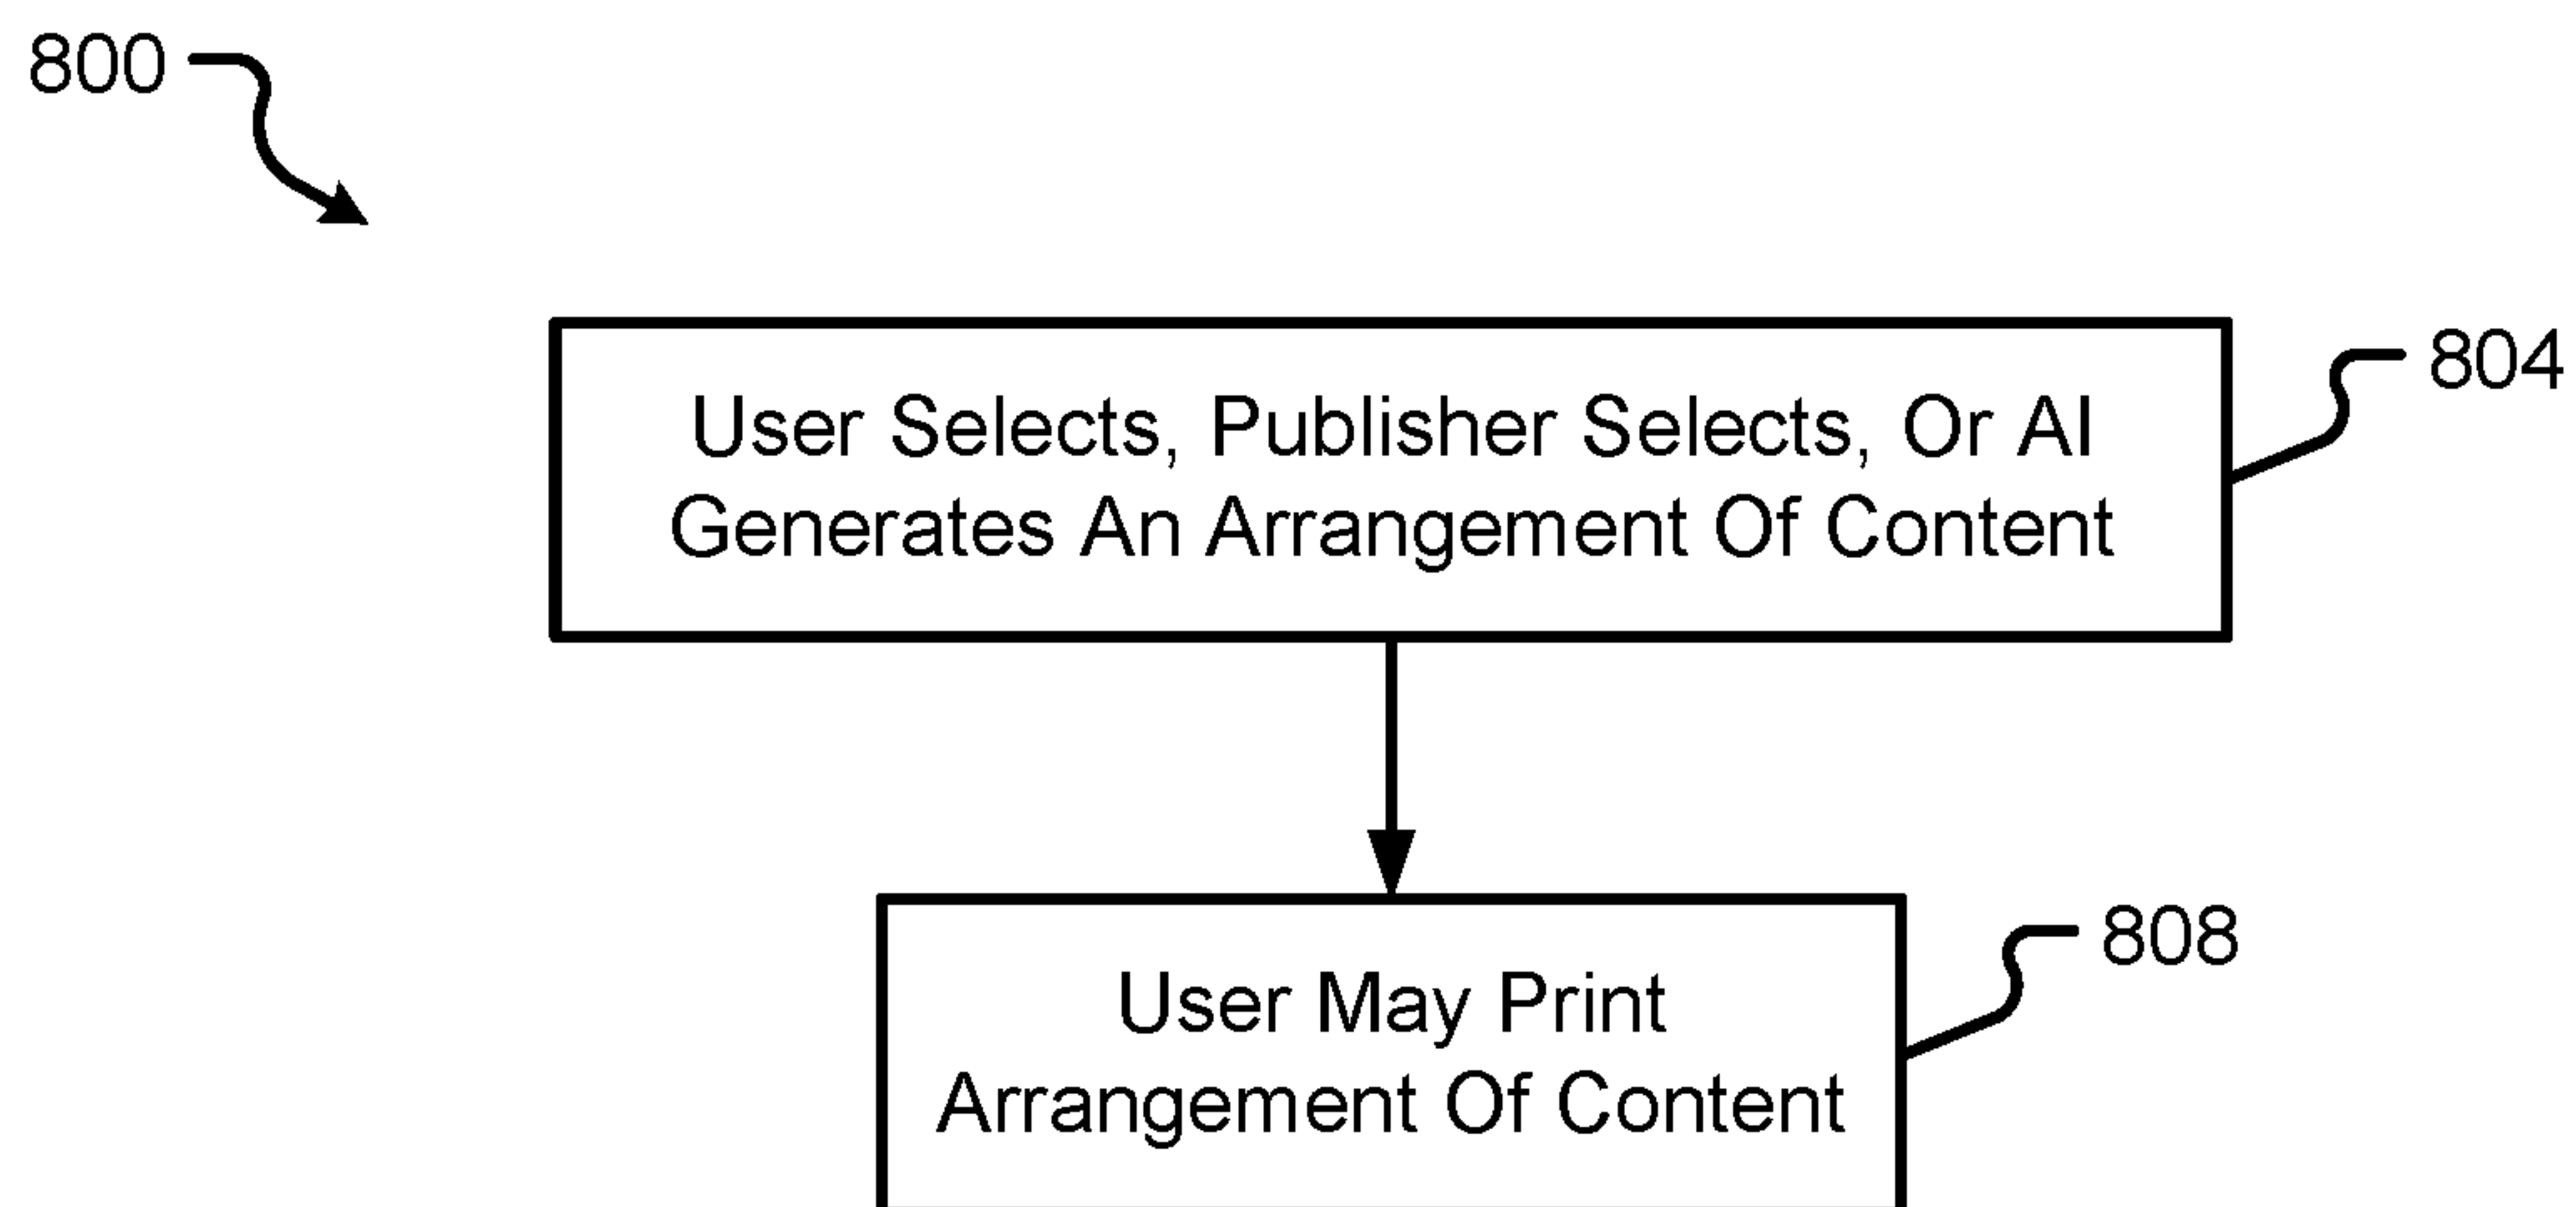 800
User Selects, Publisher Selects, Or AI
Generates An Arrangement Of Content
804
User May Print
Arrangement Of Content
808